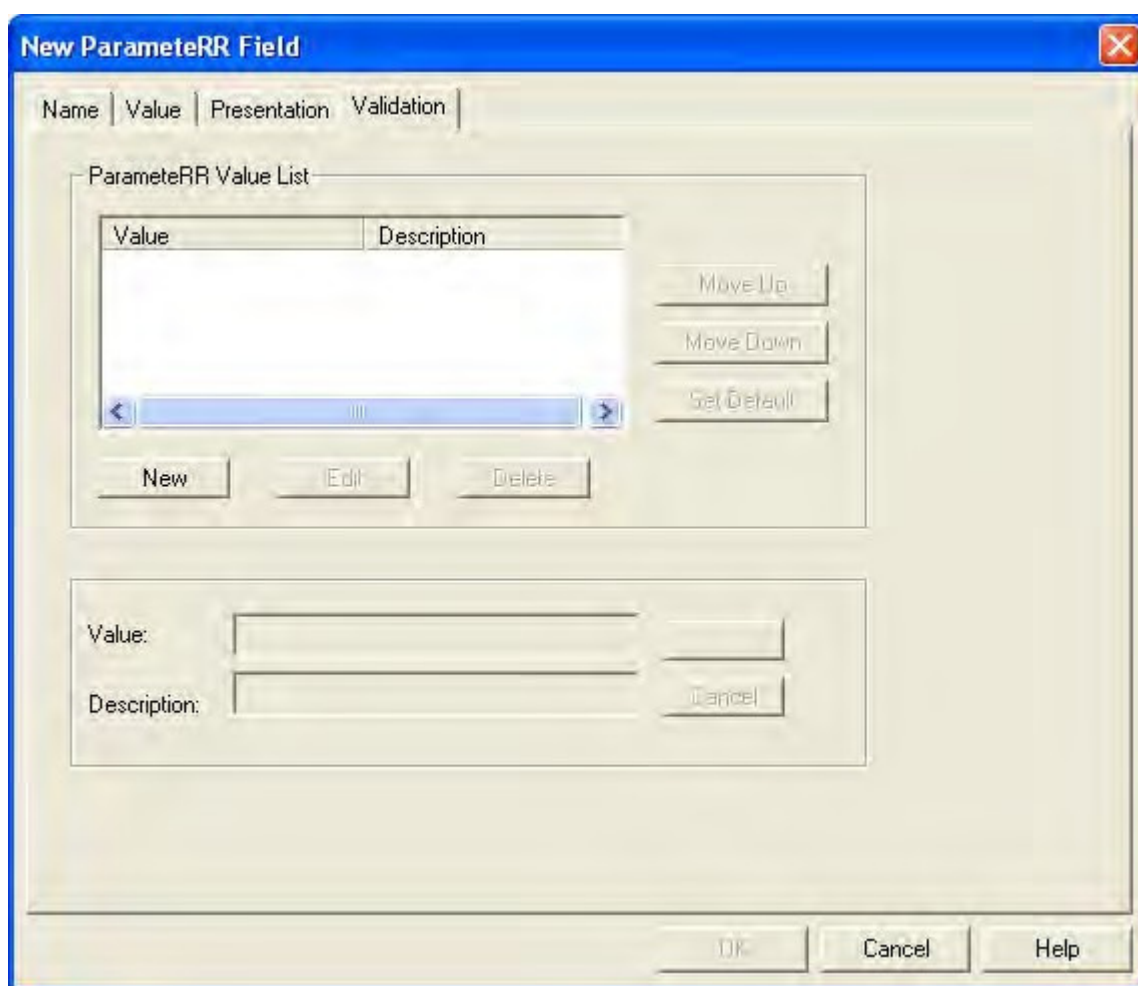 New ParameteRR Field
Name Value Presentation Validation
ParameteRR Value List
Value Description
Move Up
Move Down
Set Default
New Edit Delete
Value:
Description:
Cancel
OK Cancel Help